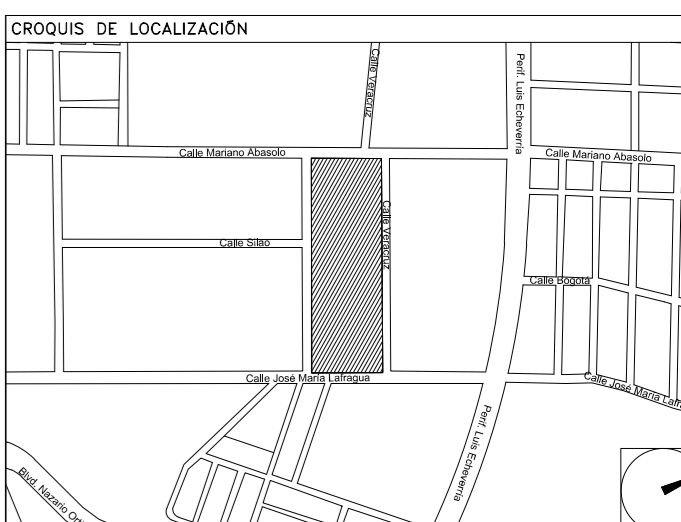 CROQUIS DE LOCALIZACIÓN
Calle Veracruz
Perif. Luis Echeverría
Calle Mariano Abasolo
Calle Mariano Abasolo
Calle Veracruz
Calle Silao
Calle Bogotá
Calle José María Lafragua
Calle José María
Perif. Luis Echeverría
Blvd. Nazario